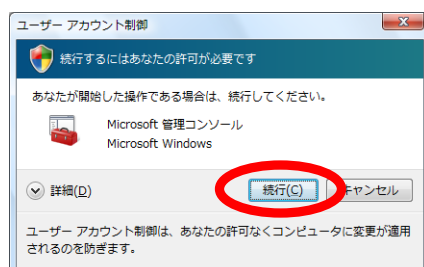 ユーザー アカウント制御
続行するにはあなたの許可が必要です
あなたが開始した操作である場合は、続行してください。
Microsoft 管理コンソール
Microsoft Windows
詳細(D)
続行(C)
キャンセル
ユーザー アカウント制御は、あなたの許可なくコンピュータに変更が適用
されるのを防ぎます。